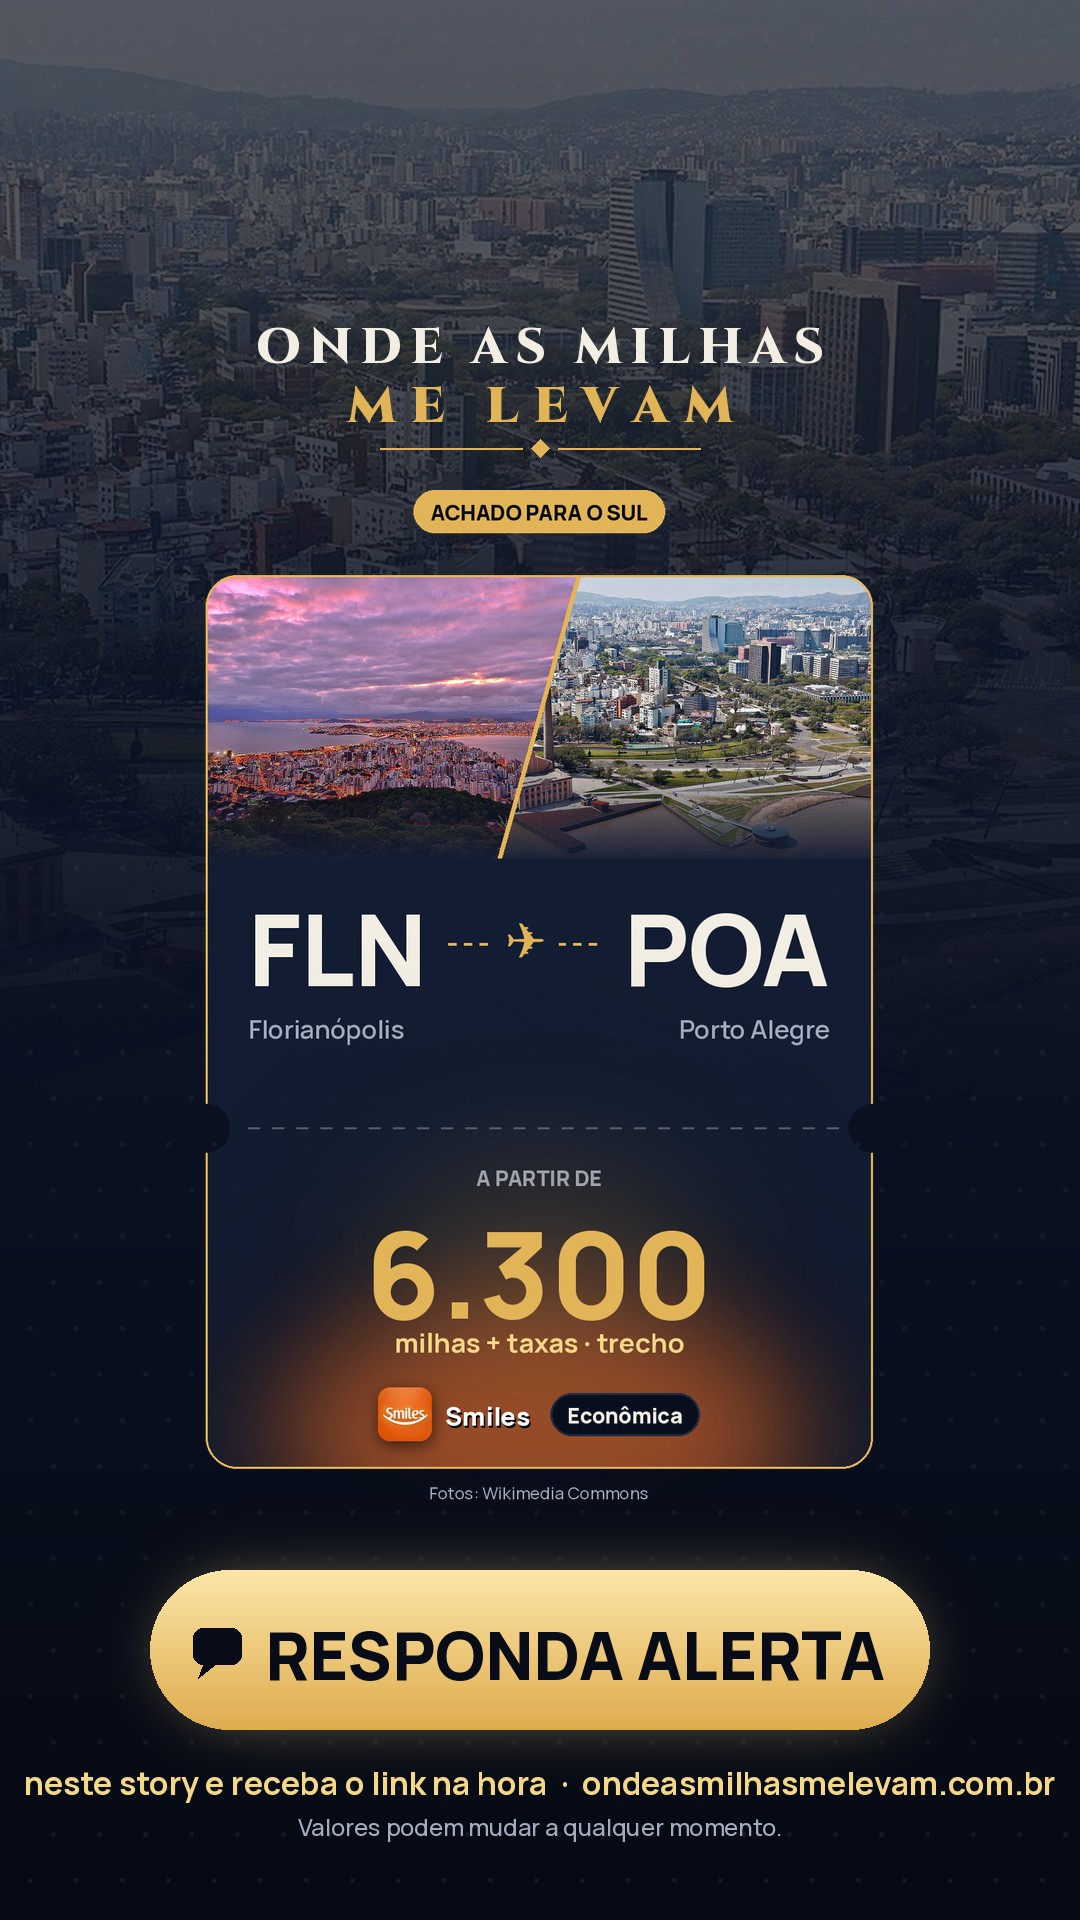 ONDE AS MILHAS
ME LEVAM
ACHADO PARA O SUL
FLN
POA
Florianópolis
Porto Alegre
A PARTIR DE
6.300
milhas + taxas · trecho
Smiles
Smiles
Econômica
Fotos: Wikimedia Commons
RESPONDA ALERTA
neste story e receba o link na hora · ondeasmilhasmelevam.com.br
Valores podem mudar a qualquer momento.